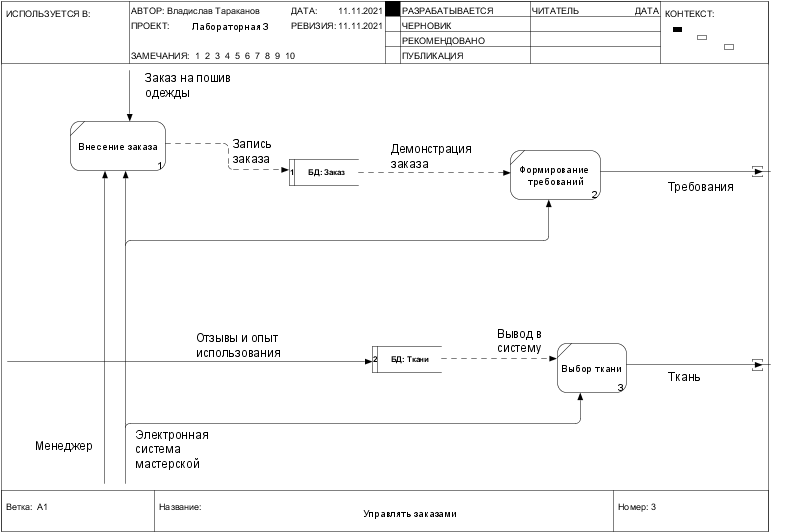 ИСПОЛЬЗУЕТСЯ В:
АВТОР: Владислав Тараканов
ДАТА: 11.11.2021
РАЗРАБАТЫВАЕТСЯ
ЧИТАТЕЛЬ
ДАТА
КОНТЕКСТ:
ПРОЕКТ: Лабораторная 3
РЕВИЗИЯ: 11.11.2021
ЧЕРНОВИК
РЕКОМЕНДОВАНО
ЗАМЕЧАНИЯ: 1 2 3 4 5 6 7 8 9 10
ПУБЛИКАЦИЯ
Заказ на пошив
одежды
Внесение заказа
1
Запись
заказа
1
БД: Заказ
Демонстрация
заказа
Формирование
требований
2
Требования
Отзывы и опыт
использования
2
БД: Ткани
Вывод в
систему
Выбор ткани
3
Ткань
Менеджер
Электронная
система
мастерской
Ветка: А1
Название:
Управлять заказами
Номер: 3